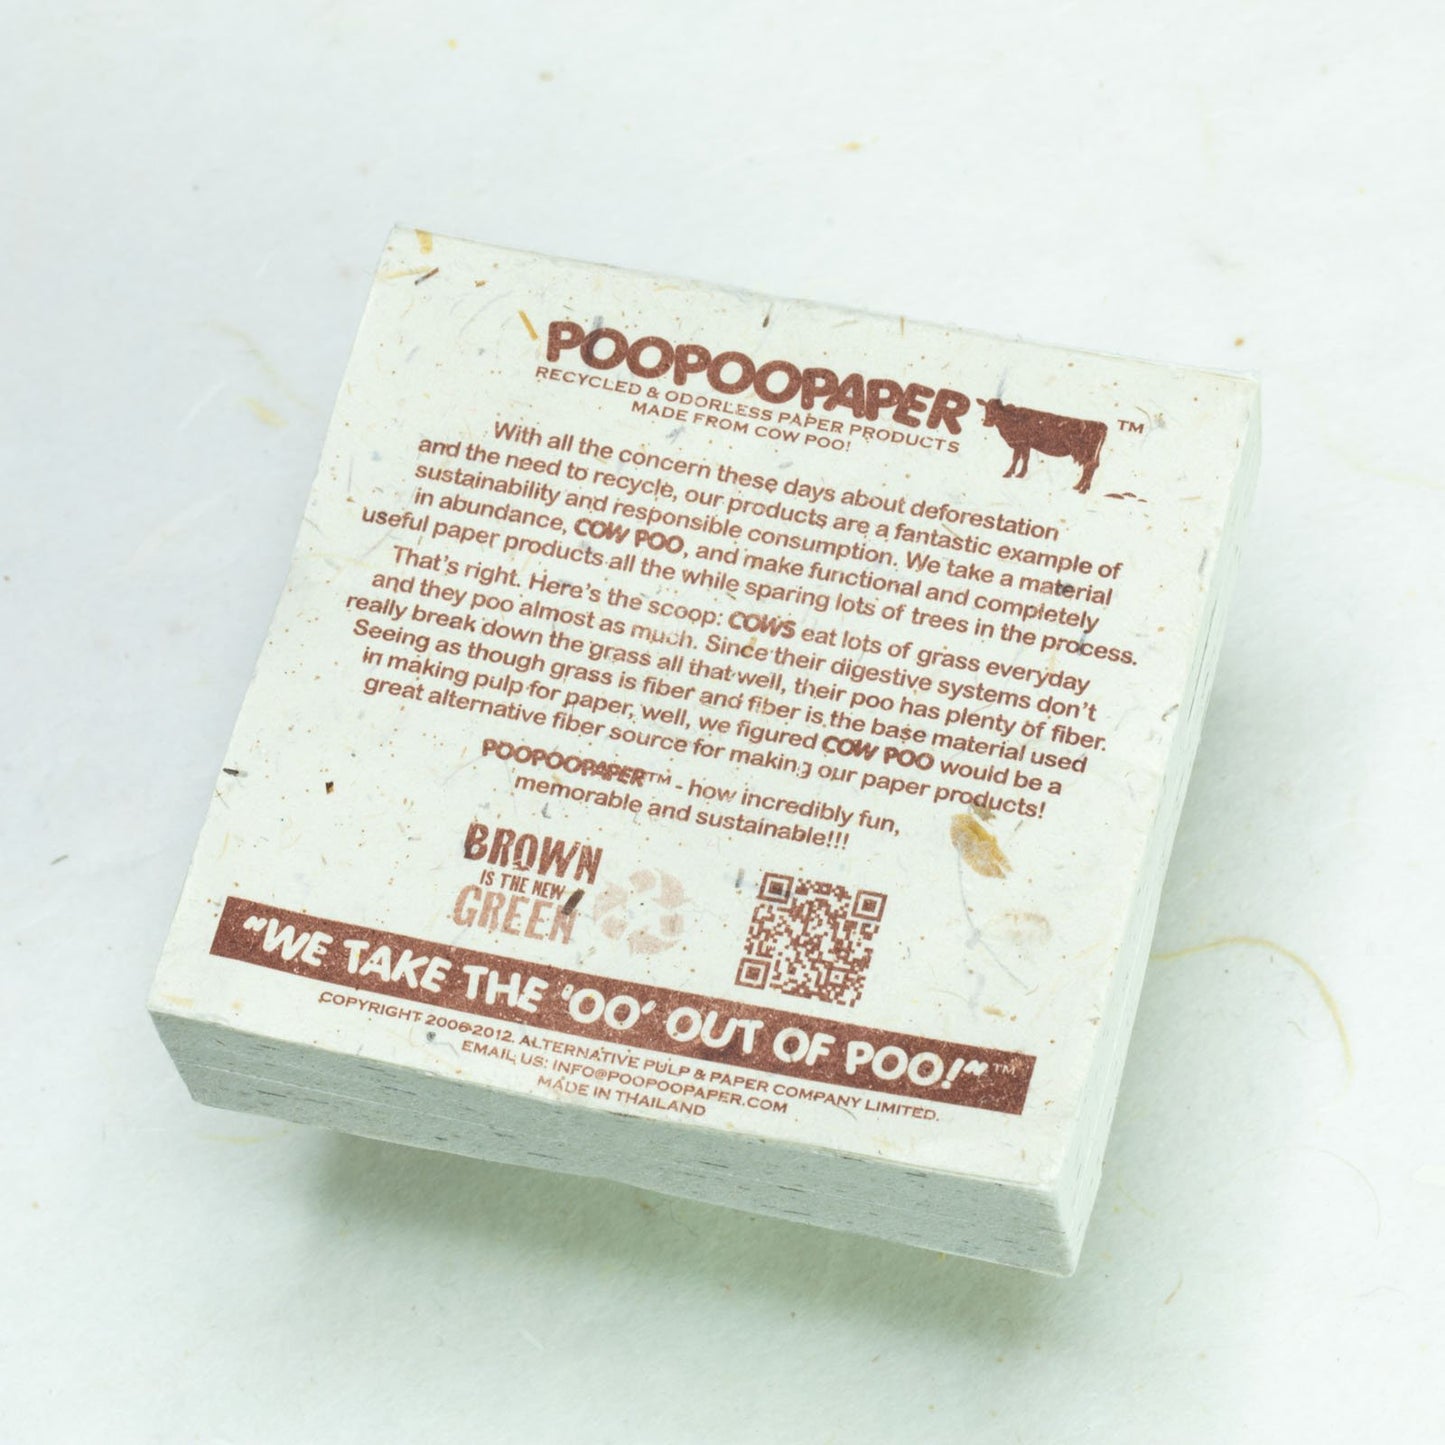 POOPOOPAPER™
RECYCLED & ODORLESS PAPER PRODUCTS
MADE FROM COW POO!
With all the concern these days about deforestation
and the need to recycle, our products are a fantastic example of
sustainability and responsible consumption. We take a material
in abundance, COW POO, and make functional and completely
useful paper products all the while sparing lots of trees in the process.
That's right. Here's the scoop: COWS eat lots of grass everyday
and they poo almost as much. Since their digestive systems don't
really break down the grass all that well, their poo has plenty of fiber.
Seeing as though grass is fiber and fiber is the base material used
in making pulp for paper, well, we figured COW POO would be a
great alternative fiber source for making our paper products!
POOPOOPAPER™ - how incredibly fun,
memorable and sustainable!!!
BROWN
IS THE NEW
GREEN
"WE TAKE THE 'OO' OUT OF POO!"™
COPYRIGHT 2006-2012. ALTERNATIVE PULP & PAPER COMPANY LIMITED.
EMAIL US: INFO@POOPOOPAPER.COM
MADE IN THAILAND